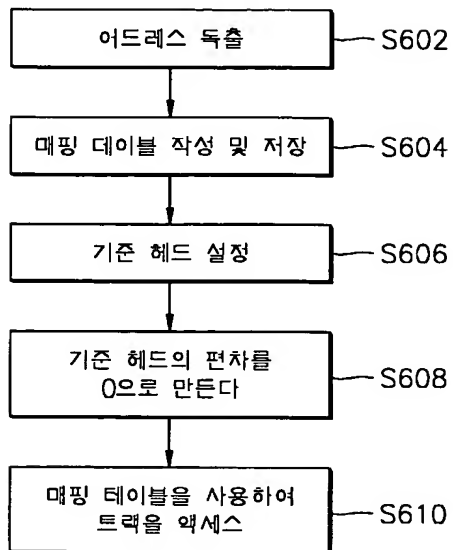 어드레스 독출
S602
매핑 데이블 작성 및 저장
S604
기준 헤드 설정
S606
기준 헤드의 편차를
0으로 만든다
S608
매핑 테이블을 사용하여
트랙을 액세스
S610